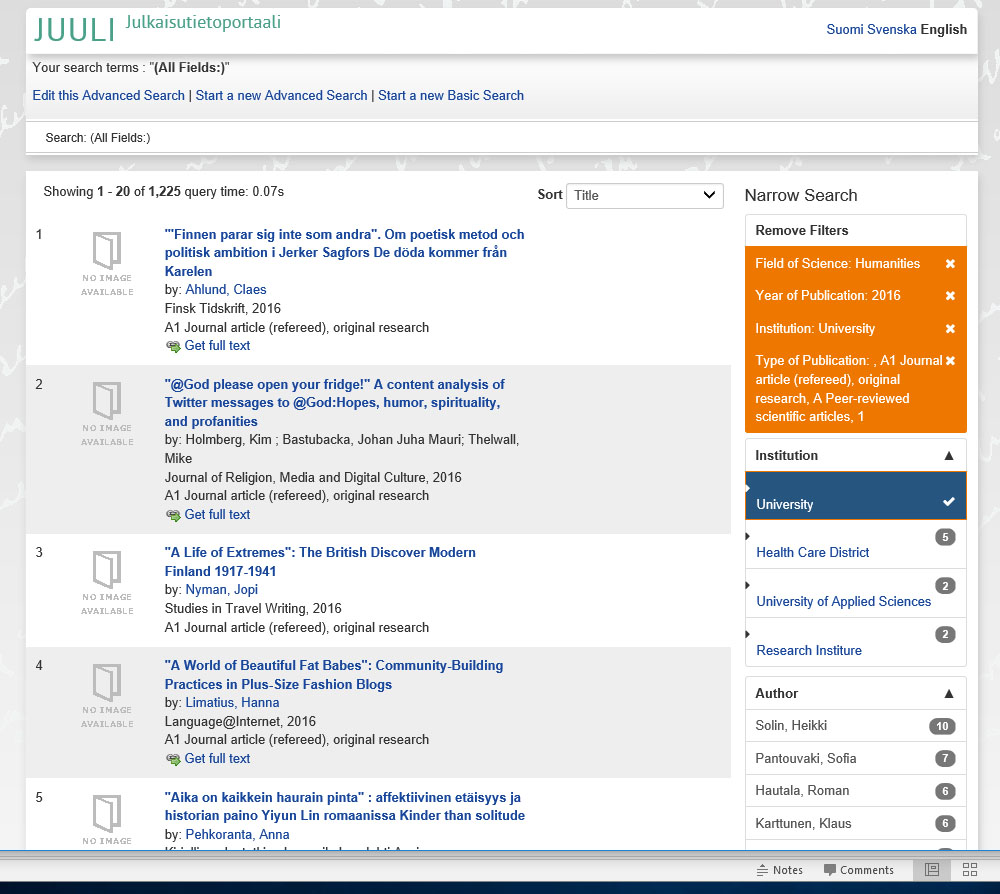 JUULI Julkaisutietoportaali
Suomi Svenska English
Your search terms : "(All Fields:)"
Edit this Advanced Search | Start a new Advanced Search | Start a new Basic Search
Search: (All Fields:)
Showing 1 - 20 of 1,225 query time: 0.07s
Sort Title
1
NO IMAGE
AVAILABLE
"'Finnen parar sig inte som andra". Om poetisk metod och
politisk ambition i Jerker Sagfors De döda kommer från
Karelen
by: Ahlund, Claes
Finsk Tidskrift, 2016
A1 Journal article (refereed), original research
Get full text
2
NO IMAGE
AVAILABLE
"@God please open your fridge!" A content analysis of
Twitter messages to @God:Hopes, humor, spirituality,
and profanities
by: Holmberg, Kim ; Bastubacka, Johan Juha Mauri; Thelwall,
Mike
Journal of Religion, Media and Digital Culture, 2016
A1 Journal article (refereed), original research
Get full text
3
NO IMAGE
AVAILABLE
"A Life of Extremes": The British Discover Modern
Finland 1917-1941
by: Nyman, Jopi
Studies in Travel Writing, 2016
A1 Journal article (refereed), original research
4
NO IMAGE
AVAILABLE
"A World of Beautiful Fat Babes": Community-Building
Practices in Plus-Size Fashion Blogs
by: Limatius, Hanna
Language@Internet, 2016
A1 Journal article (refereed), original research
Get full text
5
NO IMAGE
"Aika on kaikkein haurain pinta" : affektiivinen etäisyys ja
historian paino Yiyun Lin romaanissa Kinder than solitude
by: Pehkoranta, Anna
Narrow Search
Remove Filters
Field of Science: Humanities
Year of Publication: 2016
Institution: University
Type of Publication: , A1 Journal
article (refereed), original
research, A Peer-reviewed
scientific articles, 1
Institution
University
Health Care District 5
University of Applied Sciences 2
Research Institure 2
Author
Solin, Heikki 10
Pantouvaki, Sofia 7
Hautala, Roman 6
Karttunen, Klaus 6
Notes Comments